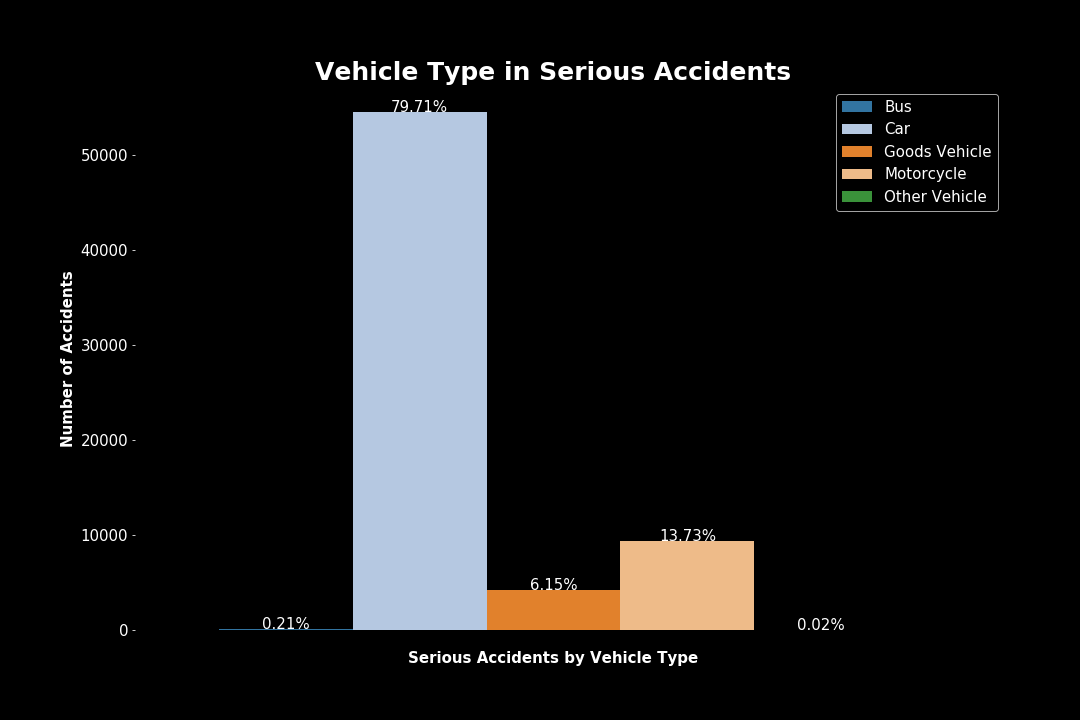 Vehicle Type in Serious Accidents
Bus
Car
Goods Vehicle
Motorcycle
Other Vehicle
Number of Accidents
50000
40000
30000
20000
10000
0
0.21%
79.71%
6.15%
13.73%
0.02%
Serious Accidents by Vehicle Type